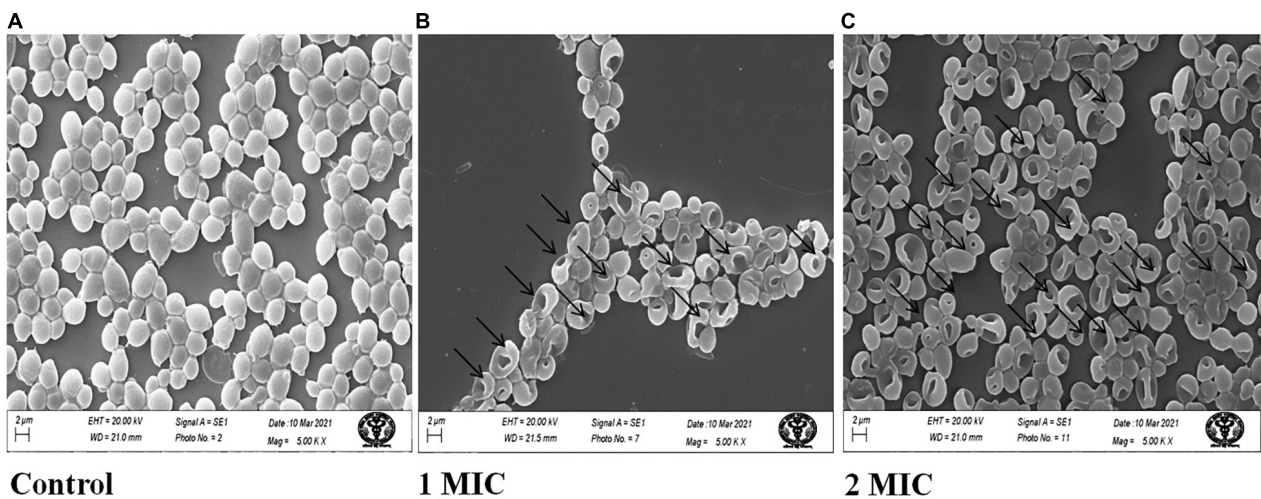 A
B
C
2 µm
EHT = 20.00 kV
Signal A = SE1
Date :10 Mar 2021
WD = 21.0 mm
Photo No. = 2
Mag = 5.00 K X
2 µm
EHT = 20.00 kV
Signal A = SE1
Date :10 Mar 2021
WD = 21.5 mm
Photo No. = 7
Mag = 5.00 K X
2 µm
EHT = 20.00 kV
Signal A = SE1
Date :10 Mar 2021
WD = 21.0 mm
Photo No. = 11
Mag = 5.00 K X
Control
1 MIC
2 MIC